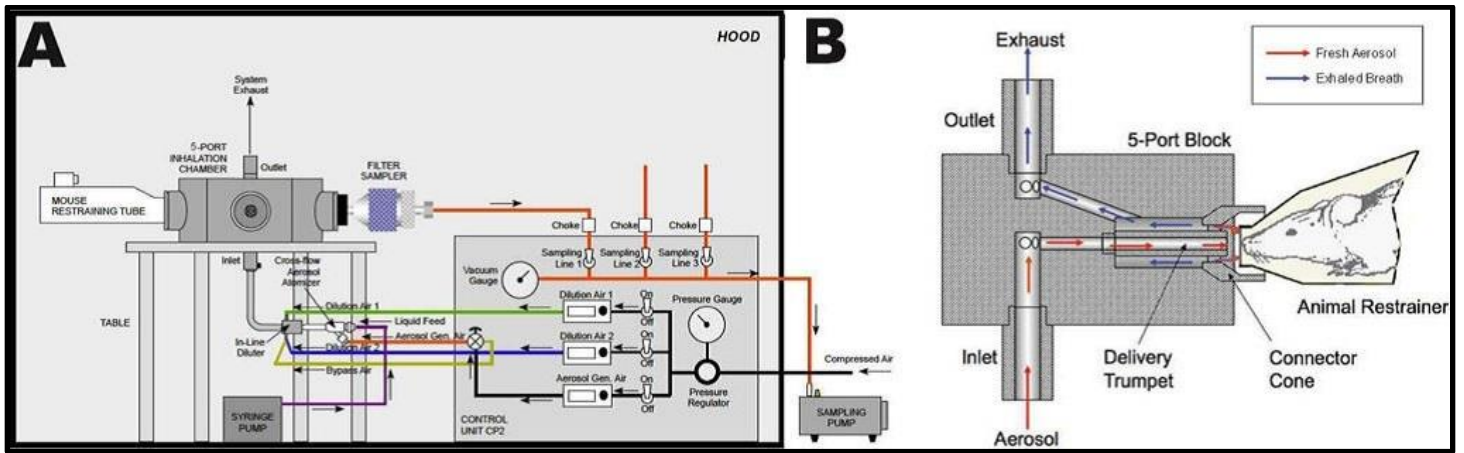 A
HOOD
System
Exhaust
5-PORT
INHALATION
CHAMBER
Outlet
FILTER
SAMPLER
MOUSE
RESTRAINING TUBE
Choke
Choke
Choke
Sampling
Line 1
Sampling
Line 2
Sampling
Line 3
Inlet
Cross-flow
Aerosol
Atomizer
Vacuum
Gauge
Dilution Air 1
Dilution Air 1
On
Off
Pressure Gauge
TABLE
Liquid Feed
Aerosol Gen. Air
In-Line
Diluter
Dilution Air 2
Dilution Air 2
On
Off
Bypass Air
Aerosol Gen. Air
On
Off
Compressed Air
Pressure
Regulator
SYRINGE
PUMP
CONTROL
UNIT CP2
SAMPLING
PUMP
B
Exhaust
Fresh Aerosol
Exhaled Breath
Outlet
5-Port Block
Animal Restrainer
Inlet
Delivery
Trumpet
Connector
Cone
Aerosol